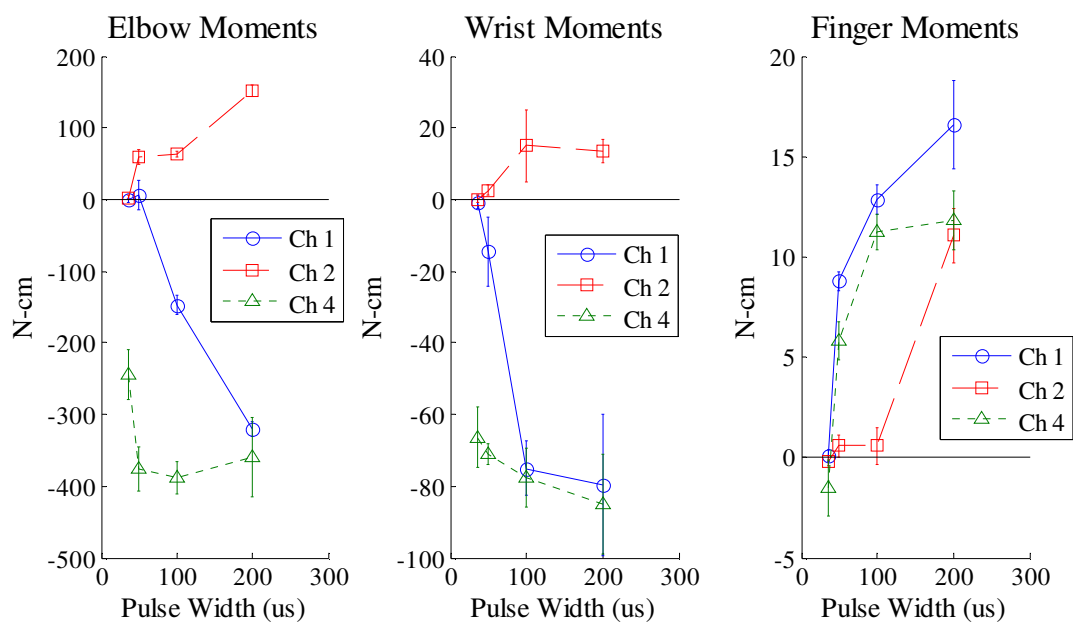 Elbow Moments
200
100
0
-100
-200
-300
-400
-500
0 100 200 300
Pulse Width (us)
N-cm
Ch 1
Ch 2
Ch 4
Wrist Moments
40
20
0
-20
-40
-60
-80
-100
0 100 200 300
Pulse Width (us)
N-cm
Ch 1
Ch 2
Ch 4
Finger Moments
20
15
10
5
0
-5
0 100 200 300
Pulse Width (us)
N-cm
Ch 1
Ch 2
Ch 4